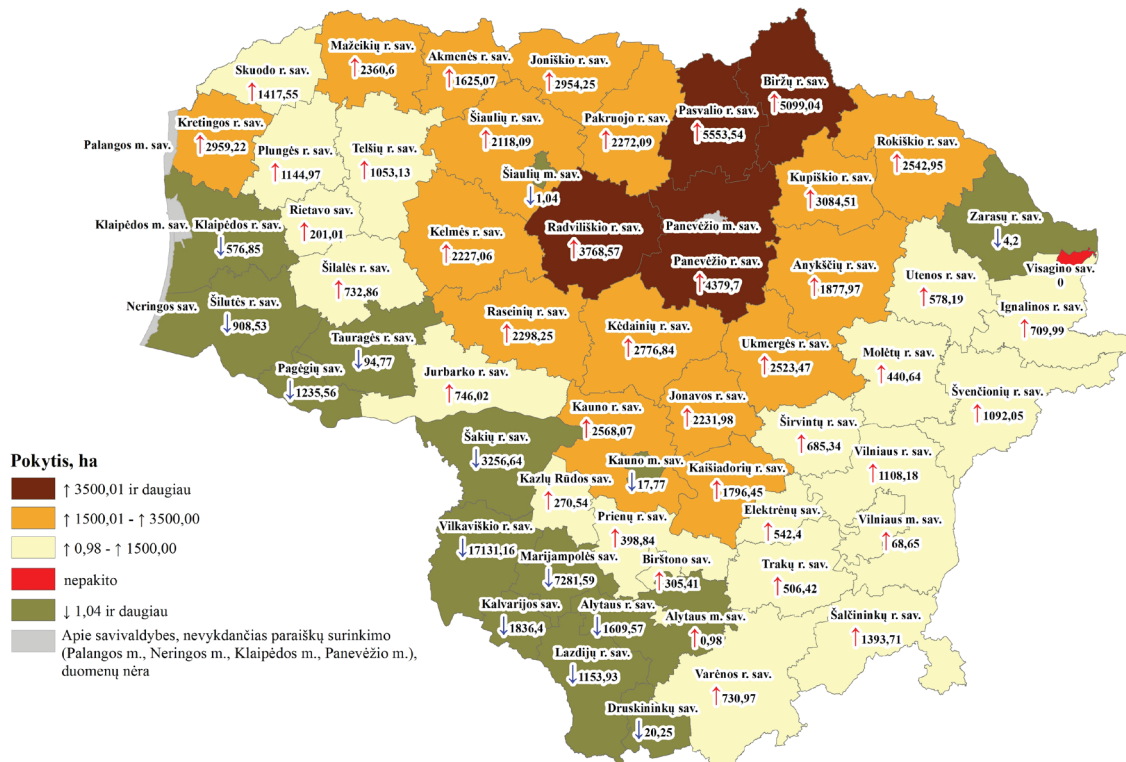 Mažeikių r. sav.
↑ 2360,6
Akmenės r. sav.
↑ 1625,07
Joniškio r. sav.
↑ 2954,25
Skuodo r. sav.
↑ 1417,55
Biržų r. sav.
↑ 5099,04
Pasvalio r. sav.
↑ 5553,54
Kretingos r. sav.
↑ 2959,22
Šiaulių r. sav.
↑ 2118,09
Pakruojo r. sav.
↑ 2272,09
Palangos m. sav.
Plungės r. sav.
↑ 1144,97
Telšių r. sav.
↑ 1053,13
Rokiškio r. sav.
↑ 2542,95
Šiaulių m. sav.
↓ 1,04
Kupiškio r. sav.
↑ 3084,51
Rietavo sav.
↑ 201,01
Zarasų r. sav.
↓ 4,2
Klaipėdos m. sav.
Klaipėdos r. sav.
↓ 576,85
Kelmės r. sav.
↑ 2227,06
Radviliškio r. sav.
↑ 3768,57
Panevėžio m. sav.
Panevėžio r. sav.
↑ 4379,7
Anykščių r. sav.
↑ 1877,97
Visagino sav.
0
Šilalės r. sav.
↑ 732,86
Utenos r. sav.
↑ 578,19
Neringos sav.
Šilutės r. sav.
↓ 908,53
Ignalinos r. sav.
↑ 709,99
Raseinių r. sav.
↑ 2298,25
Kėdainių r. sav.
↑ 2776,84
Tauragės r. sav.
↓ 94,77
Ukmergės r. sav.
↑ 2523,47
Molėtų r. sav.
↑ 440,64
Pagėgių sav.
↓ 1235,56
Jurbarko r. sav.
↑ 746,02
Švenčionių r. sav.
↑ 1092,05
Kauno r. sav.
↑ 2568,07
Jonavos r. sav.
↑ 2231,98
Širvintų r. sav.
↑ 685,34
Šakių r. sav.
↓ 3256,64
Vilniaus r. sav.
↑ 1108,18
Kauno m. sav.
↓ 17,77
Kaišiadorių r. sav.
↑ 1796,45
Kazlų Rūdos sav.
↑ 270,54
Elektrėnų sav.
↑ 542,4
Vilniaus m. sav.
↑ 68,65
Prienų r. sav.
↑ 398,84
Vilkaviškio r. sav.
↓ 17131,16
Marijampolės sav.
↓ 7281,59
Birštono sav.
↑ 305,41
Trakų r. sav.
↑ 506,42
Kalvarijos sav.
↓ 1836,4
Alytaus r. sav.
↓ 1609,57
Alytaus m. sav.
↑ 0,98
Šalčininkų r. sav.
↑ 1393,71
Lazdijų r. sav.
↓ 1153,93
Varėnos r. sav.
↑ 730,97
Druskininkų sav.
↓ 20,25
Pokytis, ha
↑ 3500,01 ir daugiau
↑ 1500,01 - ↑ 3500,00
↑ 0,98 - ↑ 1500,00
nepakito
↓ 1,04 ir daugiau
Apie savivaldybes, nevykdančias paraiškų surinkimo
(Palangos m., Neringos m., Klaipėdos m., Panevėžio m.),
duomenų nėra